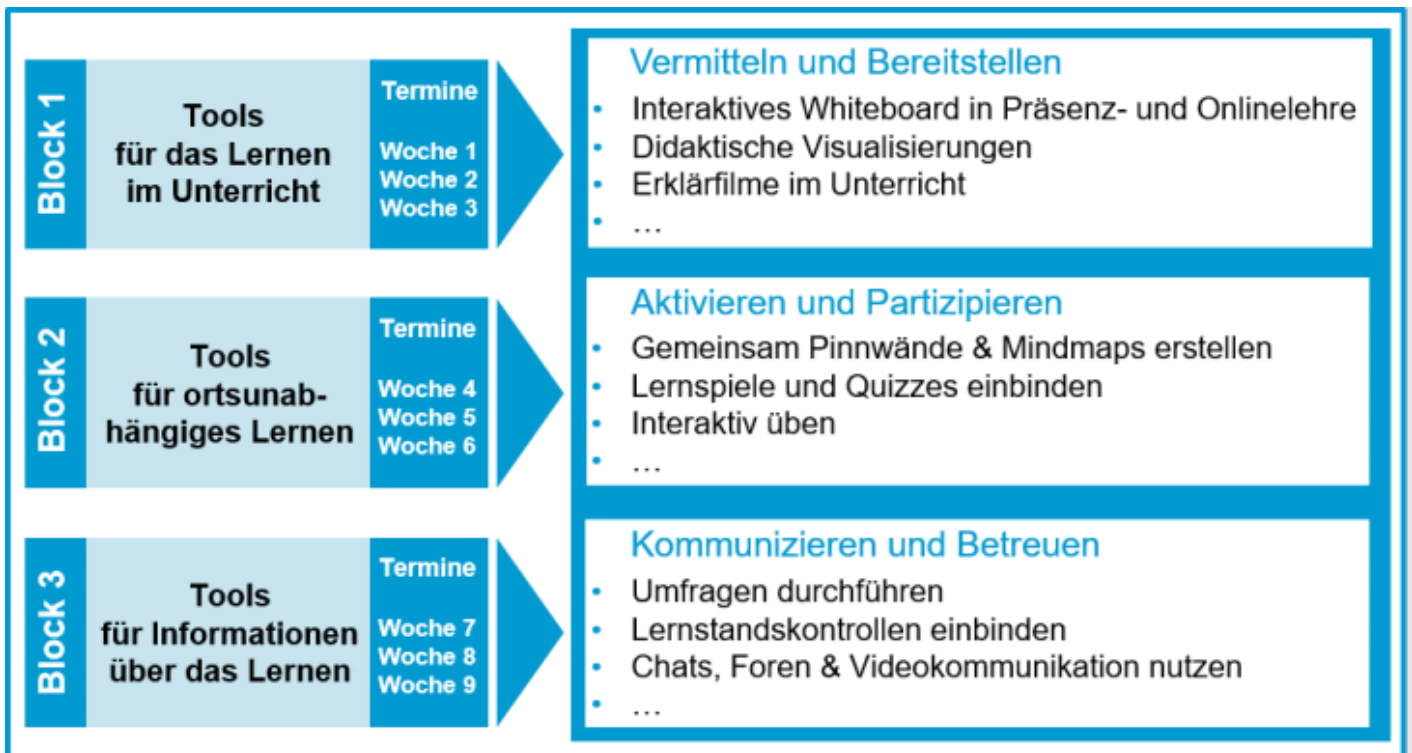 Block 1
Tools
für das Lernen
im Unterricht
Termine
Woche 1
Woche 2
Woche 3
Vermitteln und Bereitstellen
• Interaktives Whiteboard in Präsenz- und Onlinelehre
• Didaktische Visualisierungen
• Erklärfilme im Unterricht
• …
Block 2
Tools
für ortsunab-
hängiges Lernen
Termine
Woche 4
Woche 5
Woche 6
Aktivieren und Partizipieren
• Gemeinsam Pinnwände & Mindmaps erstellen
• Lernspiele und Quizzes einbinden
• Interaktiv üben
• …
Block 3
Tools
für Informationen
über das Lernen
Termine
Woche 7
Woche 8
Woche 9
Kommunizieren und Betreuen
• Umfragen durchführen
• Lernstandskontrollen einbinden
• Chats, Foren & Videokommunikation nutzen
• …